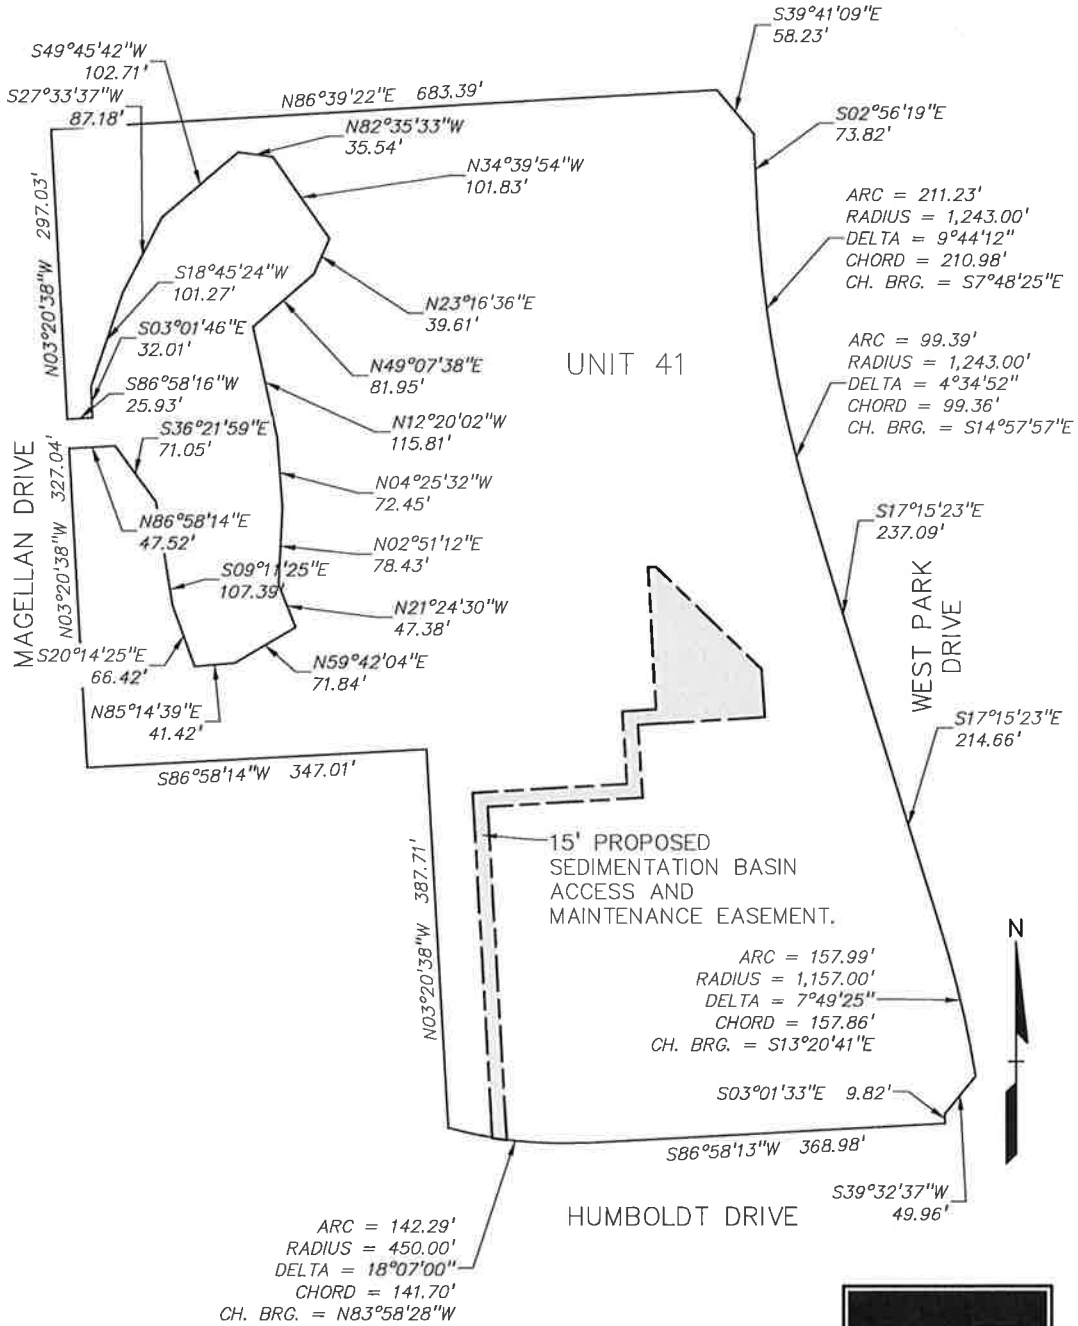 S39°41'09"E
58.23'
S49°45'42"W
102.71'
S27°33'37"W
87.18'
N86°39'22"E 683.39'
N82°35'33"W
35.54'
S02°56'19"E
73.82'
N34°39'54"W
101.83'
N03°20'38"W 297.03'
ARC = 211.23'
RADIUS = 1,243.00'
DELTA = 9°44'12"
CHORD = 210.98'
CH. BRG. = S7°48'25"E
S18°45'24"W
101.27'
N23°16'36"E
39.61'
S03°01'46"E
32.01'
ARC = 99.39'
RADIUS = 1,243.00'
DELTA = 4°34'52"
CHORD = 99.36'
CH. BRG. = S14°57'57"E
UNIT 41
N49°07'38"E
81.95'
S86°58'16"W
25.93'
N12°20'02"W
115.81'
S36°21'59"E
71.05'
MAGELLAN DRIVE
N03°20'38"W 327.04'
N04°25'32"W
72.45'
S17°15'23"E
237.09'
N86°58'14"E
47.52'
N02°51'12"E
78.43'
S09°11'25"E
107.39'
WEST PARK
DRIVE
N21°24'30"W
47.38'
S20°14'25"E
66.42'
N59°42'04"E
71.84'
N85°14'39"E
41.42'
S17°15'23"E
214.66'
S86°58'14"W 347.01'
15' PROPOSED
SEDIMENTATION BASIN
ACCESS AND
MAINTENANCE EASEMENT.
N03°20'38"W 387.71'
N
ARC = 157.99'
RADIUS = 1,157.00'
DELTA = 7°49'25"
CHORD = 157.86'
CH. BRG. = S13°20'41"E
S03°01'33"E 9.82'
S86°58'13"W 368.98'
S39°32'37"W
49.96'
HUMBOLDT DRIVE
ARC = 142.29'
RADIUS = 450.00'
DELTA = 18°07'00"
CHORD = 141.70'
CH. BRG. = N83°58'28"W